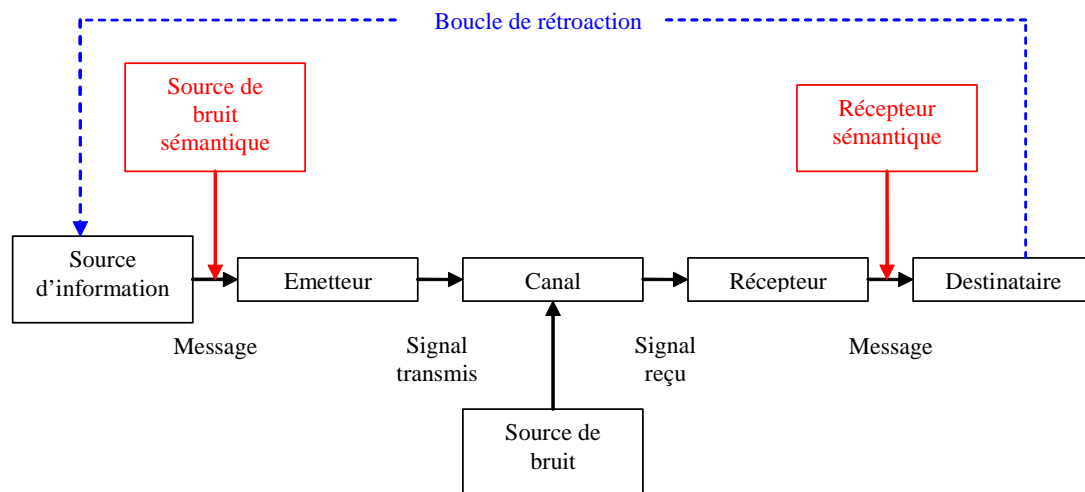 Boucle de rétroaction
Source de
bruit
sémantique
Récepteur
sémantique
Source
d’information
Emetteur
Canal
Récepteur
Destinataire
Message
Signal
transmis
Signal
reçu
Message
Source de
bruit